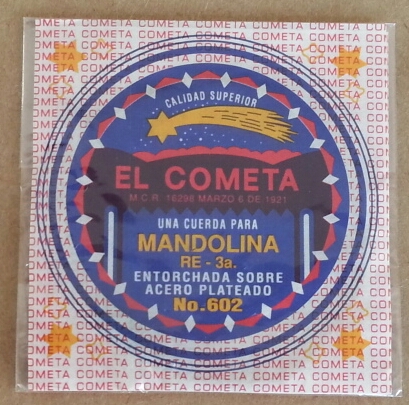 CALIDAD SUPERIOR
EL COMETA
M.C.R. 16298 MARZO 6 DE 1921
UNA CUERDA PARA
MANDOLINA
RE - 3a.
ENTORCHADA SOBRE
ACERO PLATEADO
No.602
COMETA COMETA COMETA COMETA COMETA COMETA